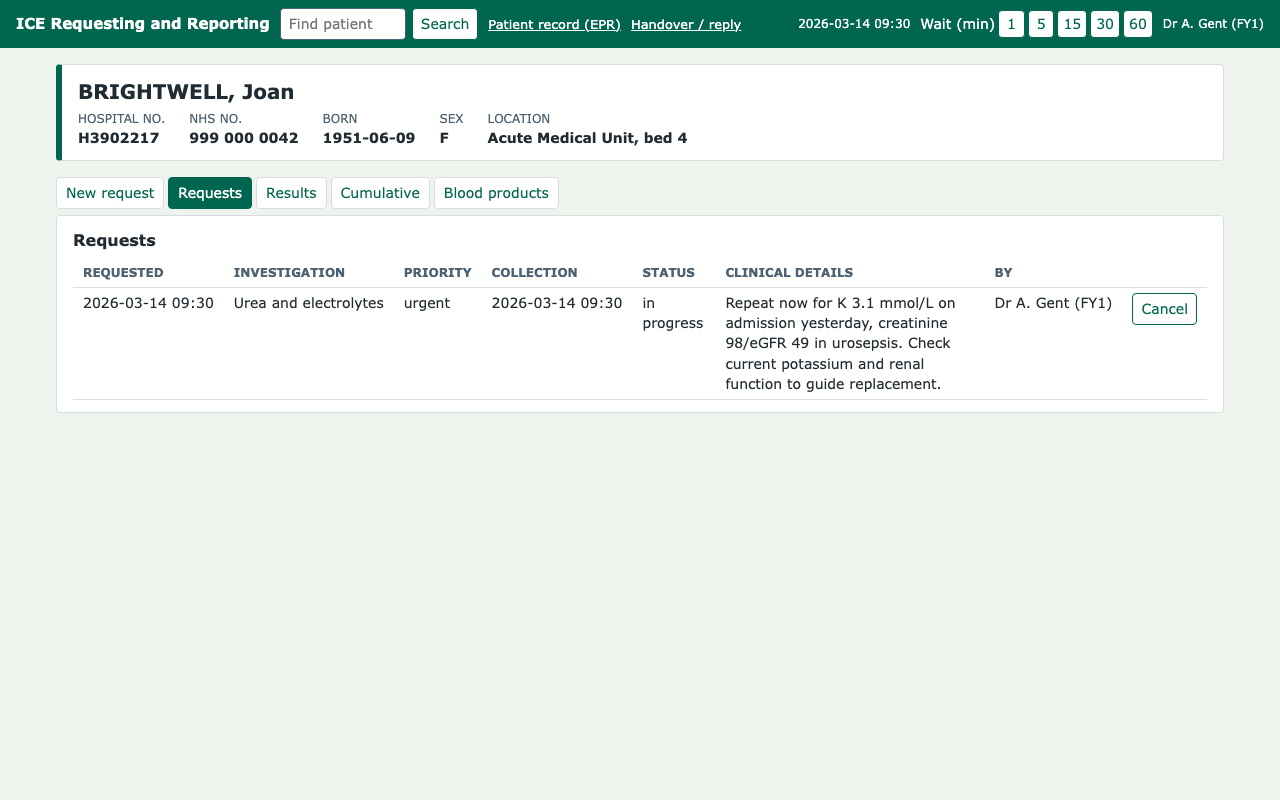 ICE Requesting and Reporting Find patient Search Patient record (EPR) Handover / reply 2026-03-14 09:30 Wait (min) 1 5 15 30 60 Dr A. Gent (FY1)
BRIGHTWELL, Joan
HOSPITAL NO. NHS NO. BORN SEX LOCATION
H3902217 999 000 0042 1951-06-09 F Acute Medical Unit, bed 4
New request Requests Results Cumulative Blood products
Requests
REQUESTED INVESTIGATION PRIORITY COLLECTION STATUS CLINICAL DETAILS BY
2026-03-14 09:30 Urea and electrolytes urgent 2026-03-14 09:30 in progress Repeat now for K 3.1 mmol/L on Dr A. Gent (FY1) Cancel
admission yesterday, creatinine
98/eGFR 49 in urosepsis. Check
current potassium and renal
function to guide replacement.